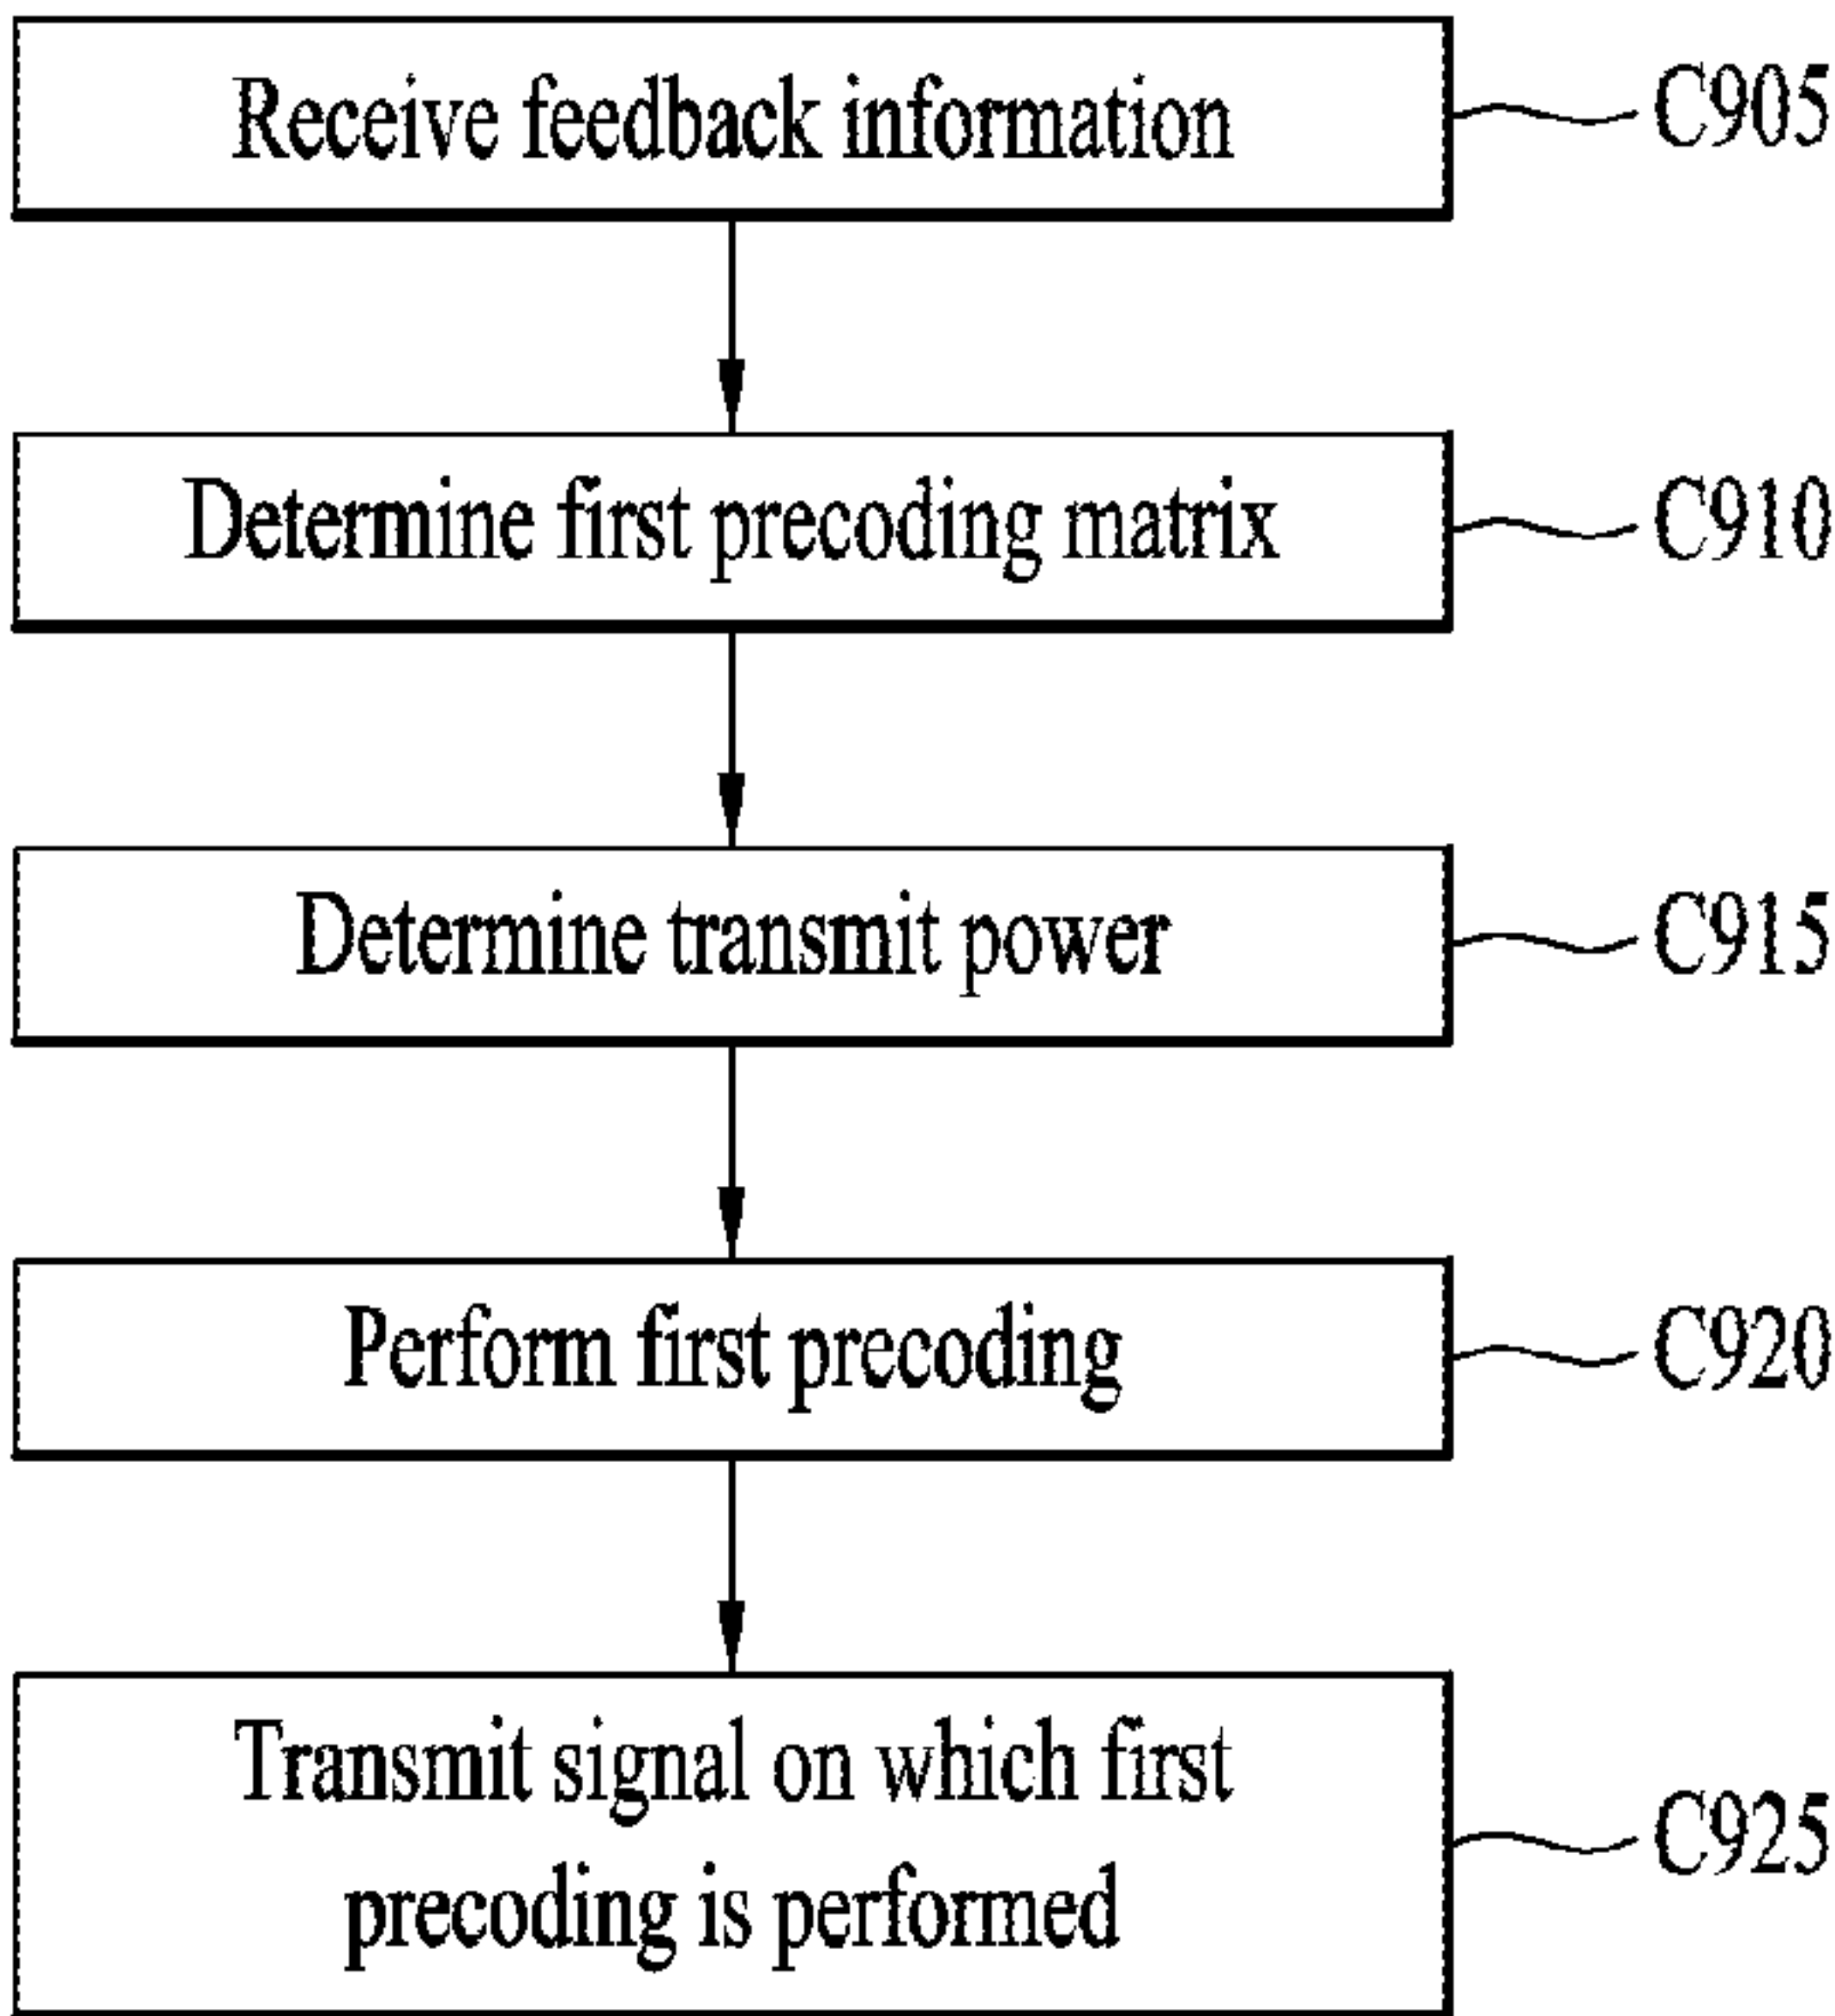 Receive feedback information
C905
Determine first precoding matrix
C910
Determine transmit power
C915
Perform first precoding
C920
Transmit signal on which first
precoding is performed
C925